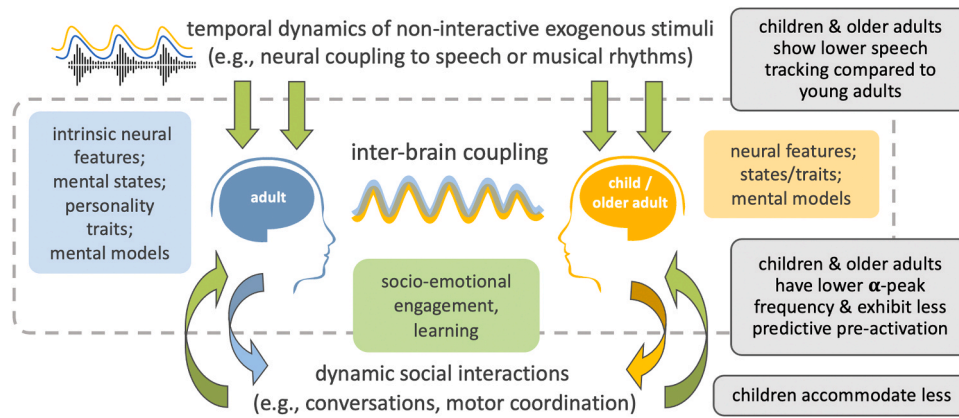 temporal dynamics of non-interactive exogenous stimuli
(e.g., neural coupling to speech or musical rhythms)
children & older adults
show lower speech
tracking compared to
young adults
intrinsic neural
features;
mental states;
personality
traits;
mental models
adult
inter-brain coupling
child /
older adult
neural features;
states/traits;
mental models
socio-emotional
engagement,
learning
children & older adults
have lower α-peak
frequency & exhibit less
predictive pre-activation
dynamic social interactions
(e.g., conversations, motor coordination)
children accommodate less